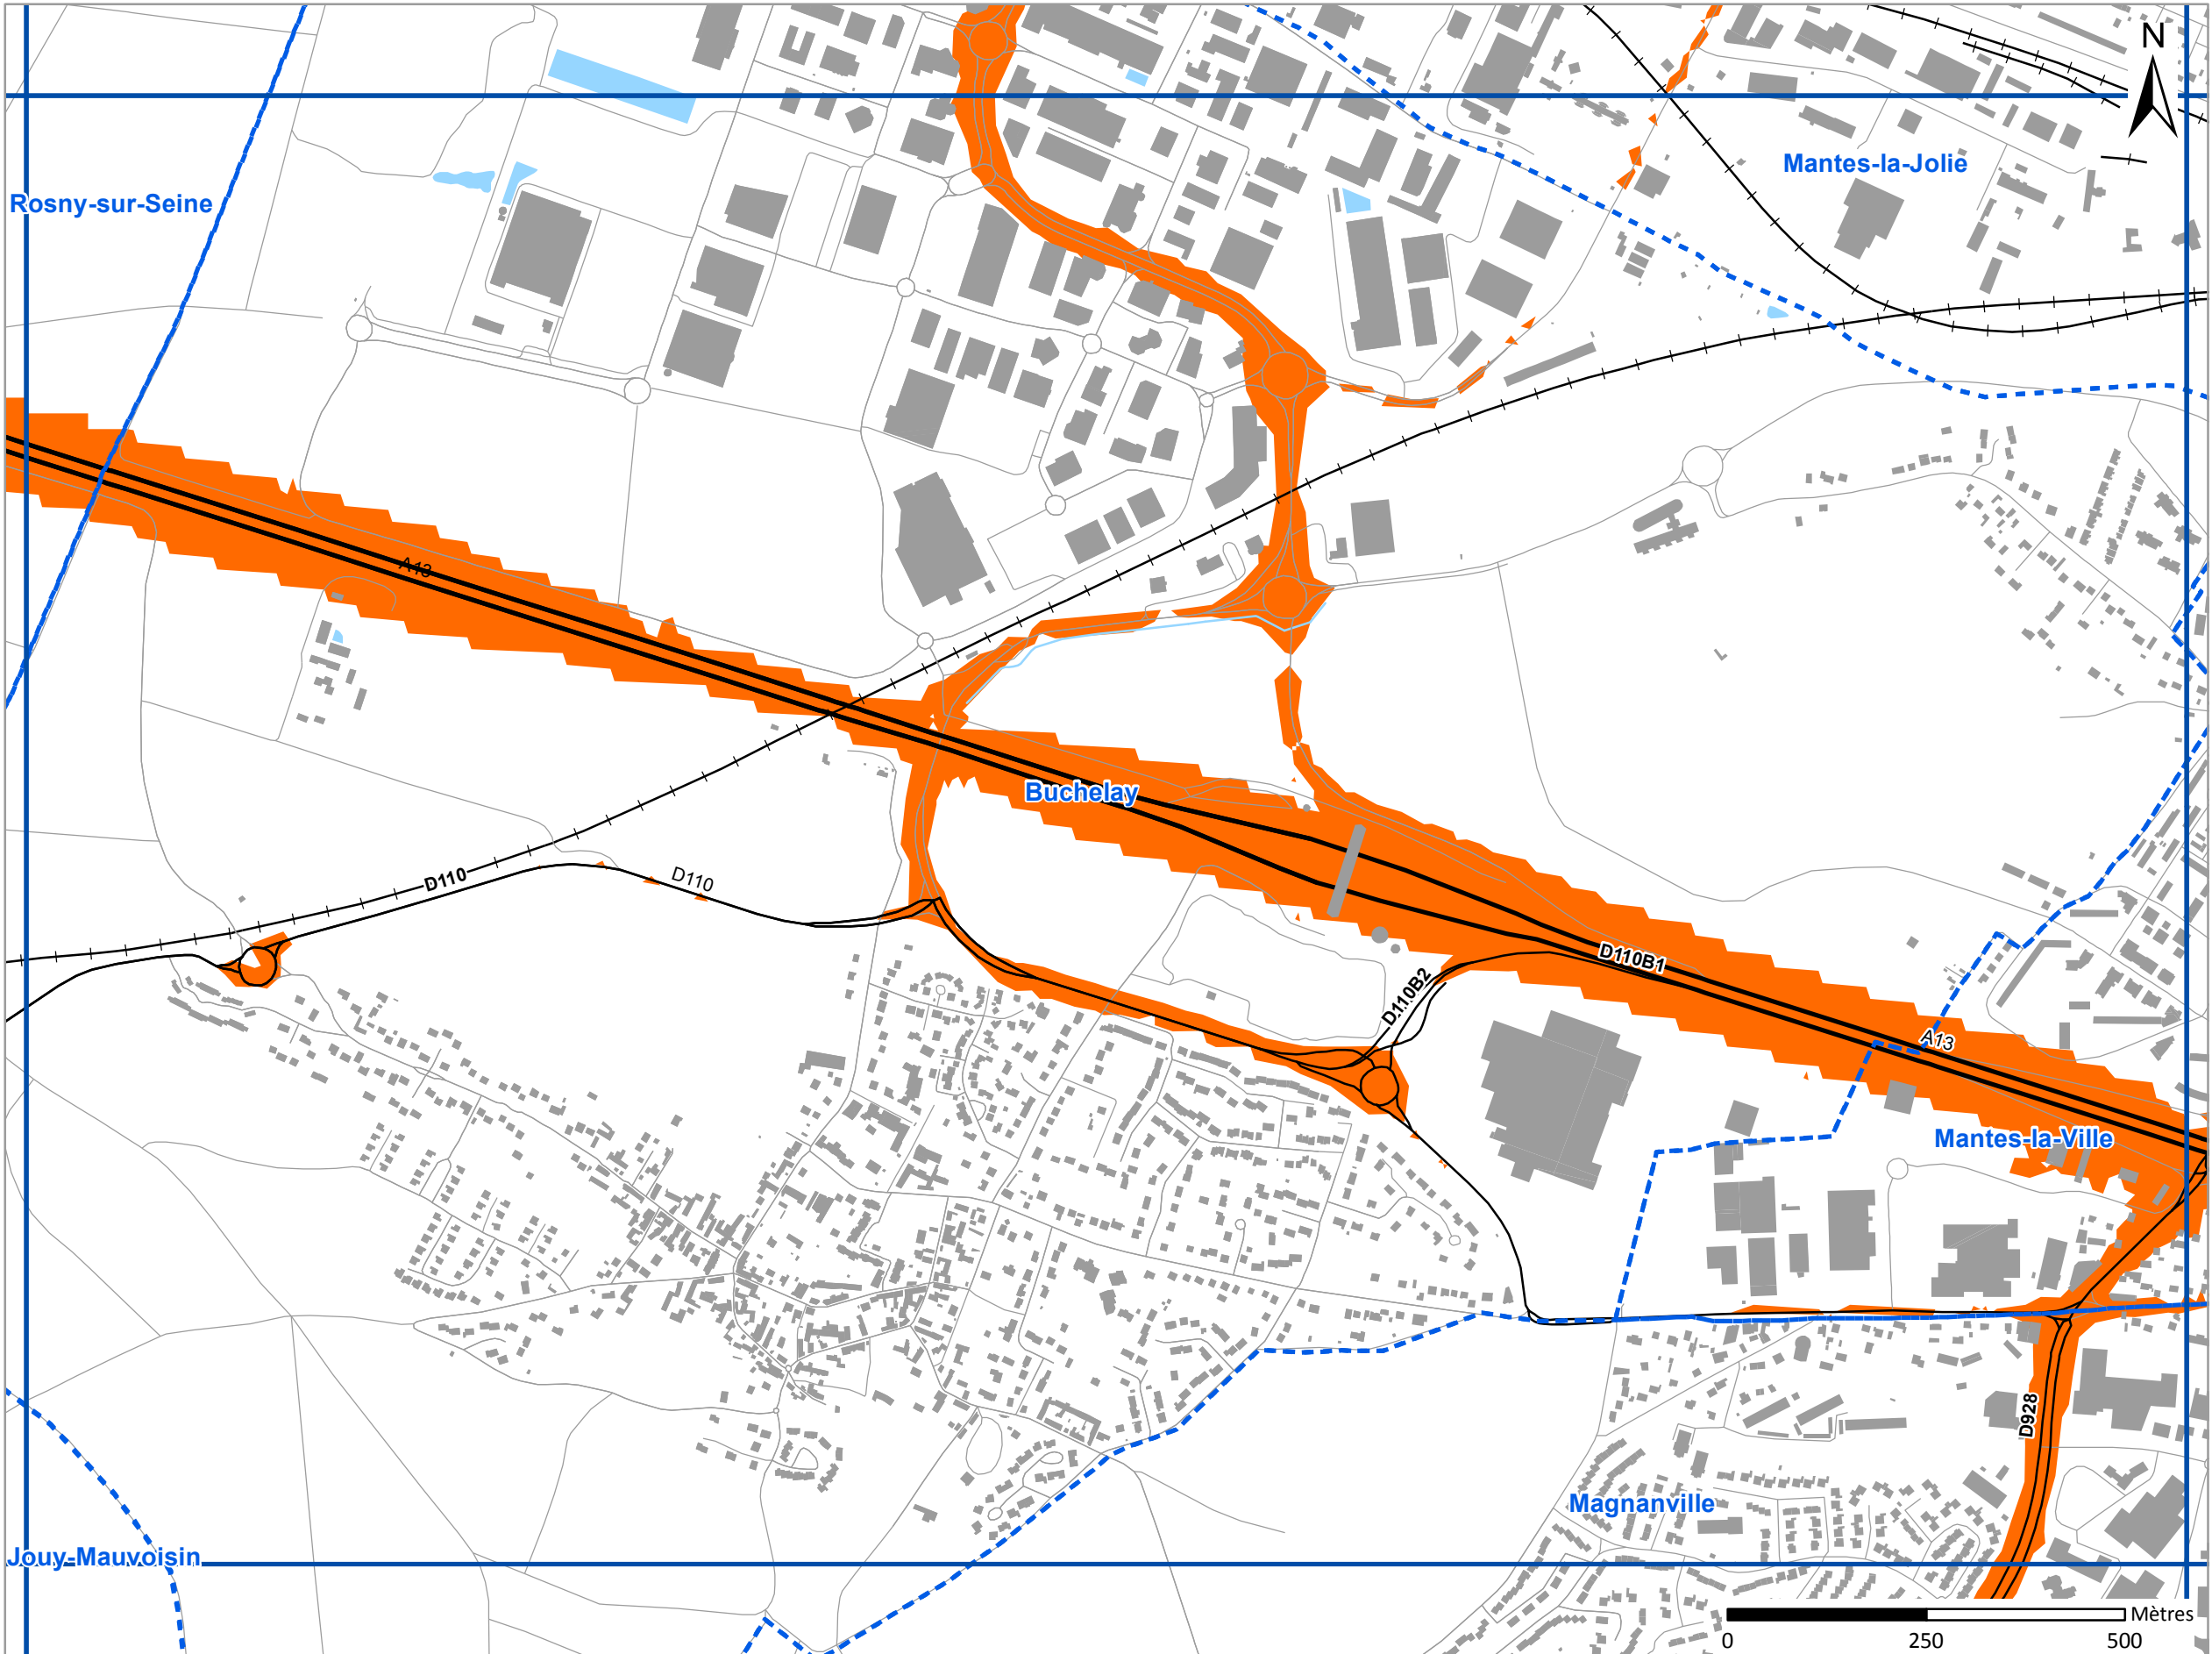 N
Mantes-la-Jolie
Rosny-sur-Seine
A13
Buchelay
D110
D110
D110B1
D110B2
A13
Mantes-la-Ville
D928
Magnanville
Jouy-Mauvoisin
Mètres
0 250 500